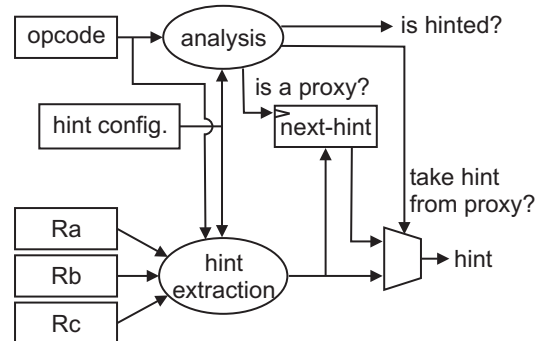 opcode
analysis
is hinted?
is a proxy?
hint config.
next-hint
take hint
from proxy?
Ra
Rb
Rc
hint
extraction
hint